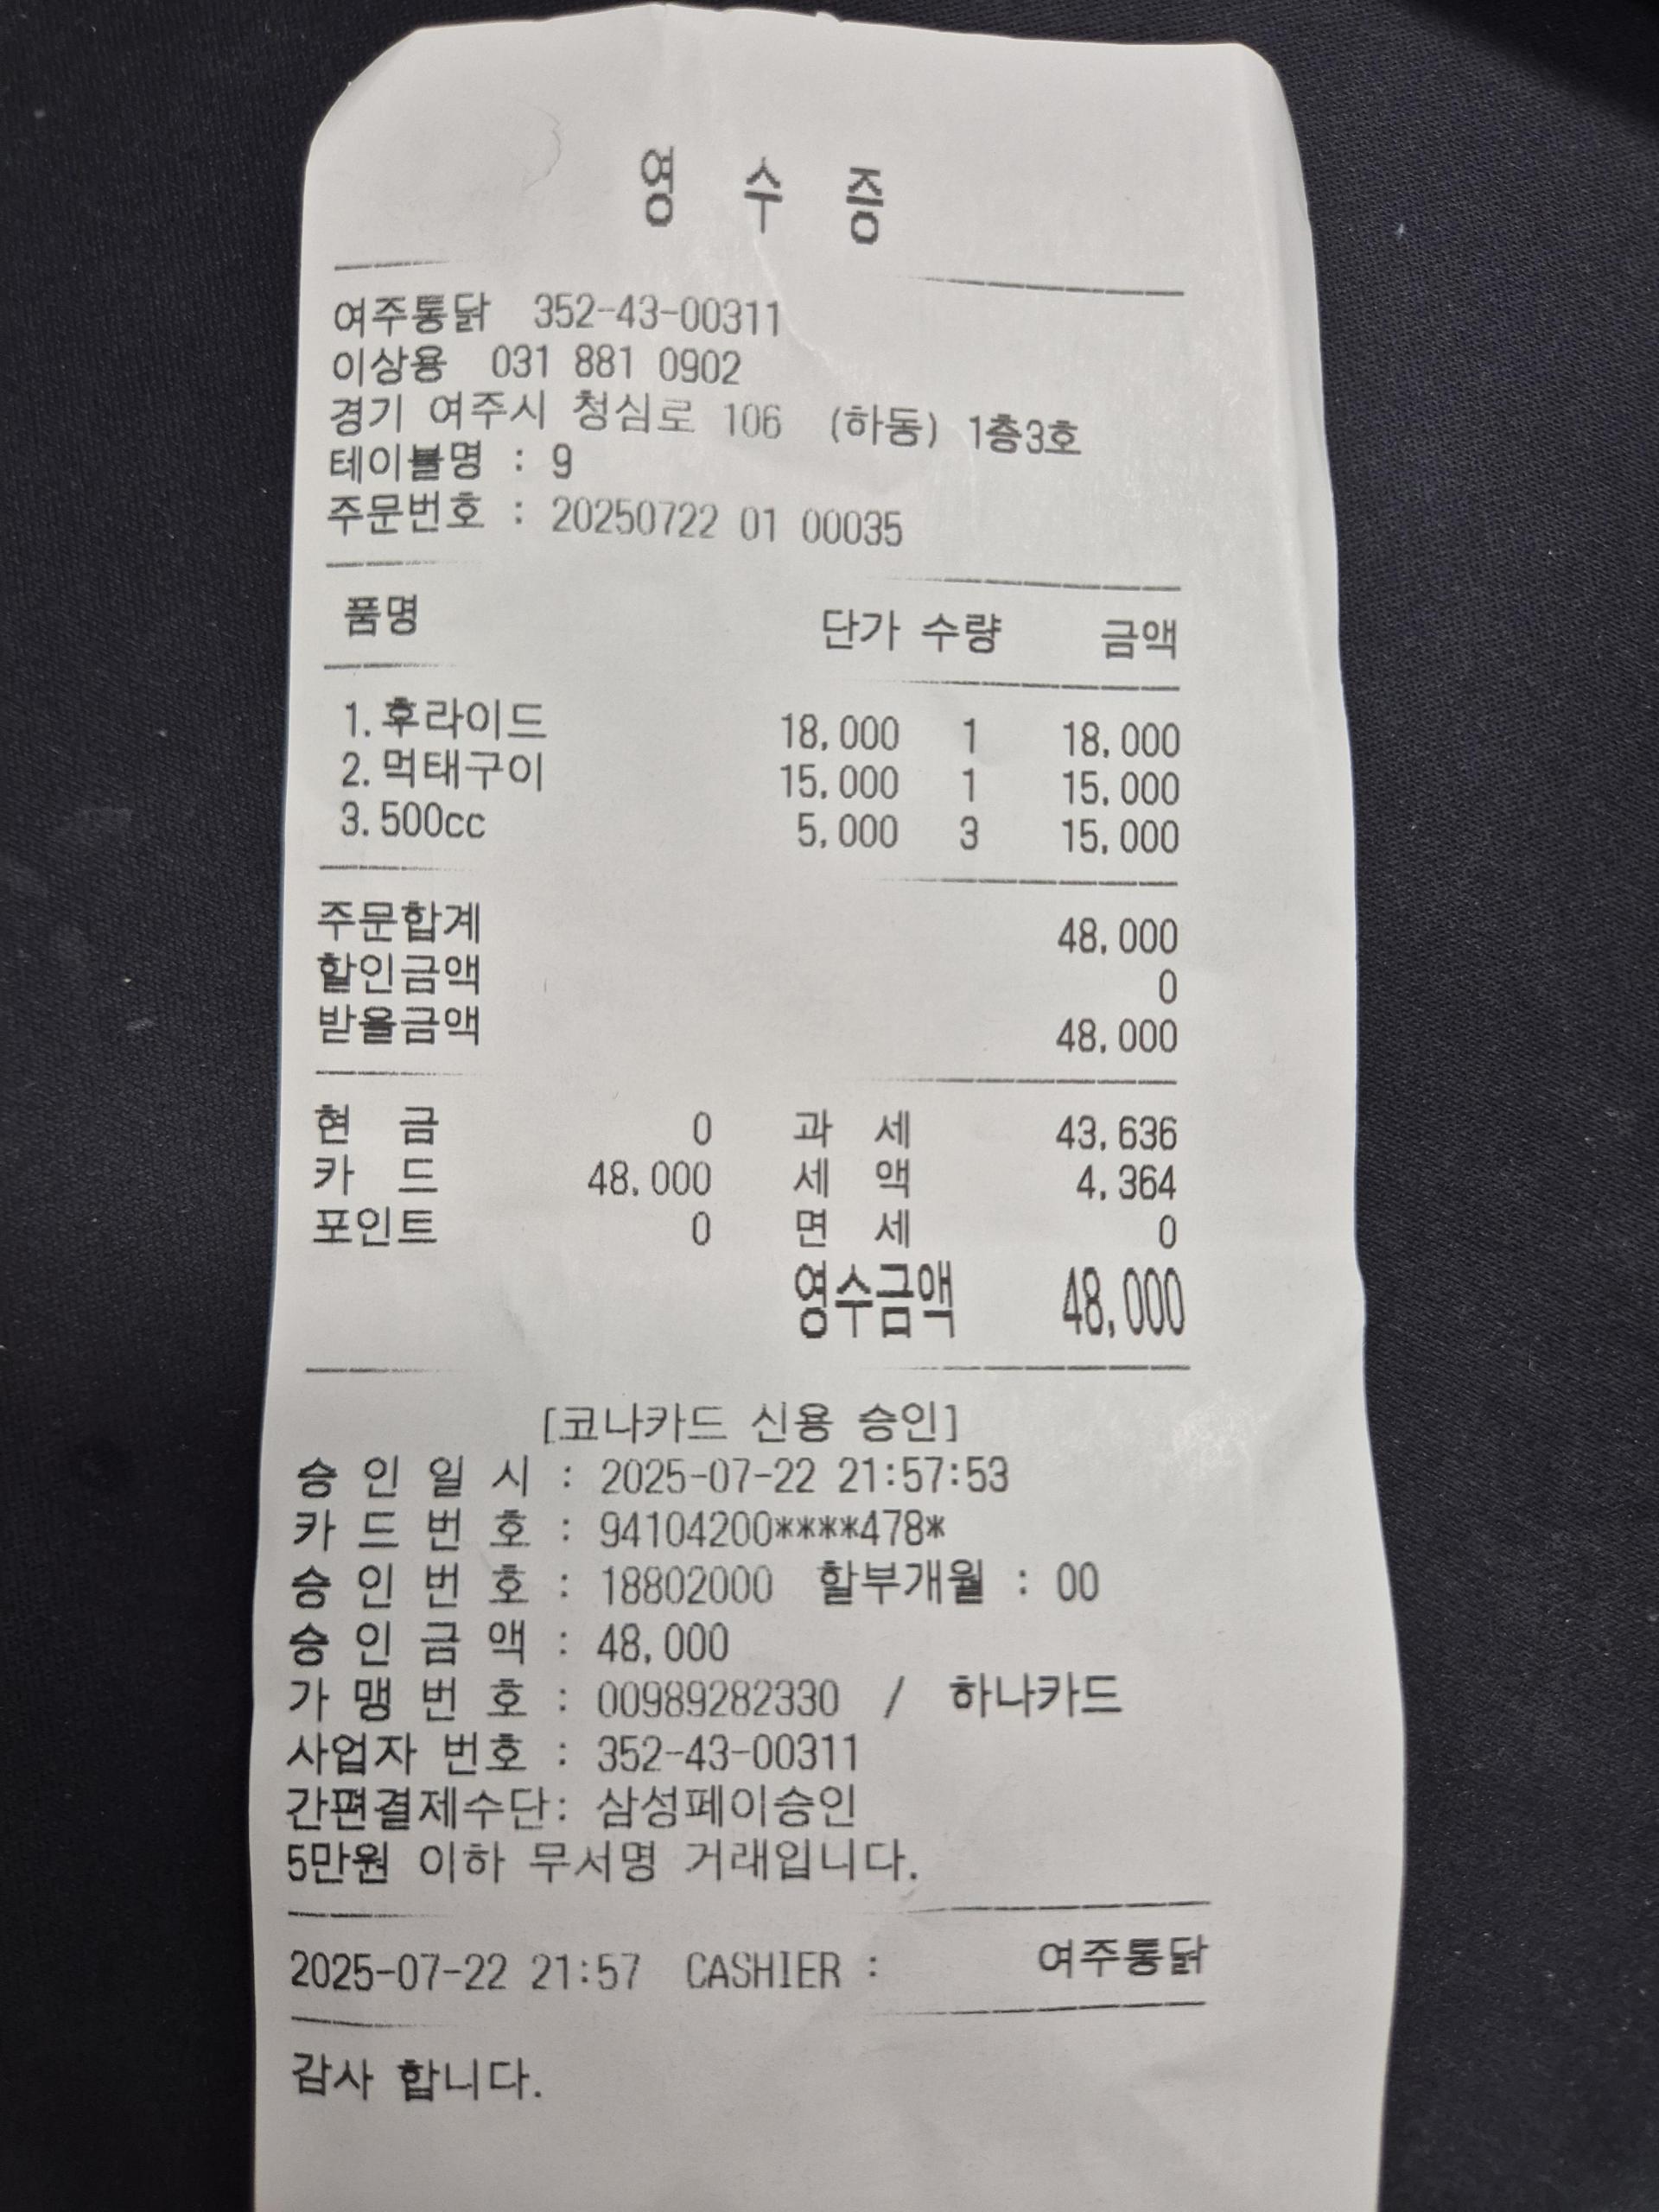 영 수 증
여주통닭 352-43-00311
이상용 031 881 0902
경기 여주시 청심로 106 (하동) 1층3호
테이블명 : 9
주문번호 : 20250722 01 00035
품명 단가 수량 금액
1.후라이드 18,000 1 18,000
2.먹태구이 15,000 1 15,000
3.500cc 5,000 3 15,000
주문합계 48,000
할인금액 0
받을금액 48,000
현 금 0 과 세 43,636
카 드 48,000 세 액 4,364
포인트 0 면 세 0
영수금액 48,000
[코나카드 신용 승인]
승 인 일 시 : 2025-07-22 21:57:53
카 드 번 호 : 94104200****478*
승 인 번 호 : 18802000 할부개월 : 00
승 인 금 액 : 48,000
가 맹 번 호 : 00989282330 / 하나카드
사업자 번호 : 352-43-00311
간편결제수단: 삼성페이승인
5만원 이하 무서명 거래입니다.
2025-07-22 21:57 CASHIER : 여주통닭
감사 합니다.